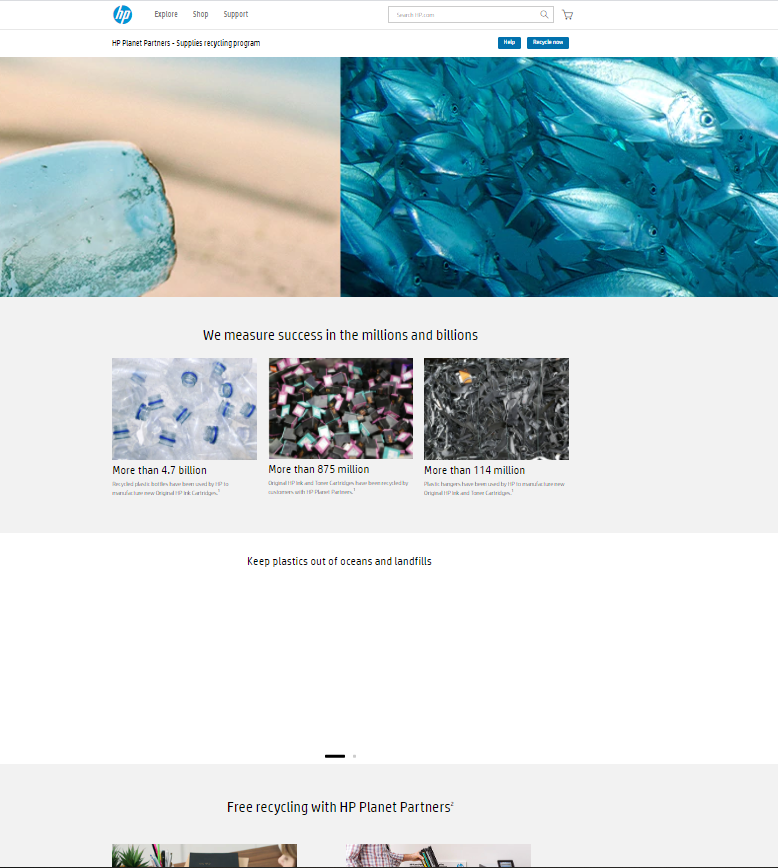 hp
Explore Shop Support
Search HP.com
HP Planet Partners - Supplies recycling program
Help Recycle now
We measure success in the millions and billions
More than 4.7 billion
Recycled plastic bottles have been used by HP to
manufacture new Original HP Ink Cartridges.
More than 875 million
Original HP Ink and Toner Cartridges have been recycled by
customers with HP Planet Partners.1
More than 114 million
Plastic hangers have been used by HP to manufacture new
Original HP Ink and Toner Cartridges.1
Keep plastics out of oceans and landfills
Free recycling with HP Planet Partners2